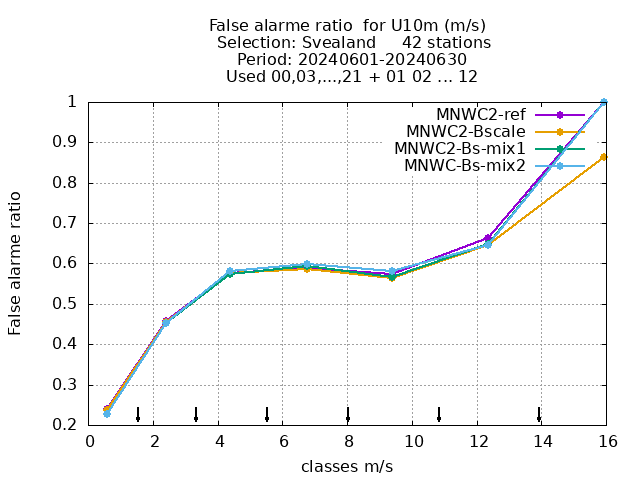 False alarme ratio  for U10m (m/s)
Selection: Svealand     42 stations
Period: 20240601-20240630
Used 00,03,...,21 + 01 02 ... 12
MNWC2-ref
MNWC2-Bscale
MNWC2-Bs-mix1
MNWC-Bs-mix2
False alarme ratio
1
0.9
0.8
0.7
0.6
0.5
0.4
0.3
0.2
0 2 4 6 8 10 12 14 16
classes m/s